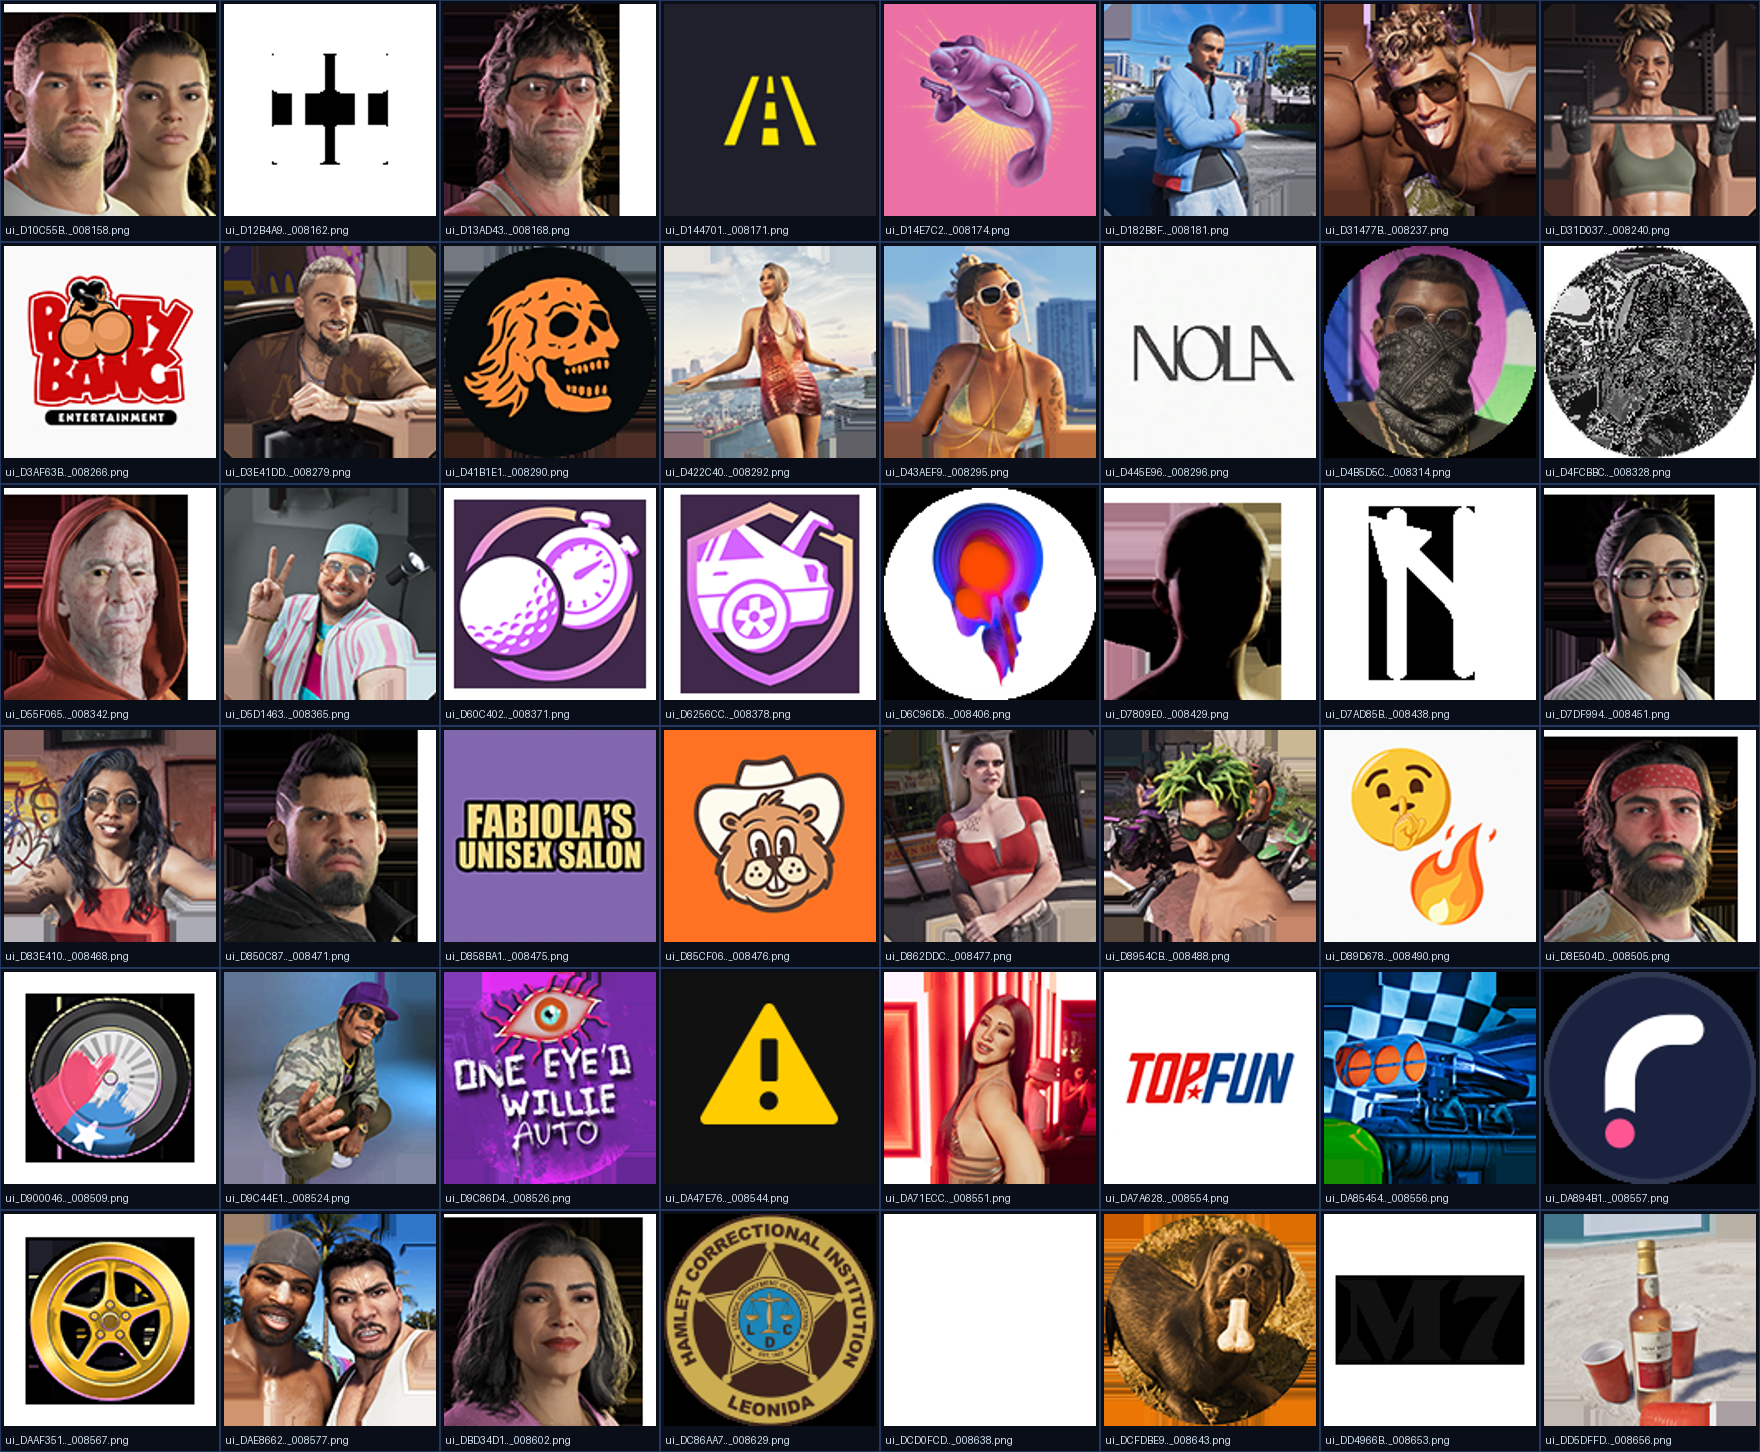 ui_D10C55B.._008158.png
ui_D12B4A9.._008162.png
ui_D13AD43.._008168.png
ui_D144701.._008171.png
ui_D14E7C2.._008174.png
ui_D182B8F.._008181.png
ui_D31477B.._008237.png
ui_D31D037.._008240.png
BOOTY
BANG
ENTERTAINMENT
NOLA
ui_D3AF63B.._008266.png
ui_D3E41DD.._008279.png
ui_D41B1E1.._008290.png
ui_D422C40.._008292.png
ui_D43AEF9.._008295.png
ui_D445E96.._008296.png
ui_D4B5D5C.._008314.png
ui_D4FCBBC.._008328.png
ui_D55F065.._008342.png
ui_D5D1463.._008365.png
ui_D60C402.._008371.png
ui_D6256CC.._008378.png
ui_D6C96D6.._008406.png
ui_D7809E0.._008429.png
ui_D7AD85B.._008438.png
ui_D7DF994.._008451.png
FABIOLA'S
UNISEX SALON
ui_D83E410.._008468.png
ui_D850C87.._008471.png
ui_D858BA1.._008475.png
ui_D85CF06.._008476.png
ui_D862DDC.._008477.png
ui_D8954CB.._008488.png
ui_D89D678.._008490.png
ui_D8E504D.._008505.png
ONE EYE'D
WILLIE
AUTO
TOP FUN
ui_D900046.._008509.png
ui_D9C44E1.._008524.png
ui_D9C86D4.._008526.png
ui_DA47E76.._008544.png
ui_DA71ECC.._008551.png
ui_DA7A628.._008554.png
ui_DA85454.._008556.png
ui_DA894B1.._008557.png
HAMLET CORRECTIONAL INSTITUTION
L D C
LEONIDA
M7
ui_DAAF351.._008567.png
ui_DAE8662.._008577.png
ui_DBD34D1.._008602.png
ui_DC86AA7.._008629.png
ui_DCD0FCD.._008638.png
ui_DCFDBE9.._008643.png
ui_DD4966B.._008653.png
ui_DD5DFFD.._008656.png